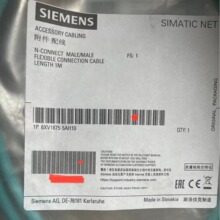 SIEMENS
SIMATIC NET
ACCESSORY CABLING
附件 配线
N-CONNECT MALE/MALE
FLEXIBLE CONNECTION CABLE
LENGTH 1M
FS: 1
1P 6XV1875-5AH10
QTY 1
Made in Slovakia
Siemens AG, DE-76181 Karlsruhe